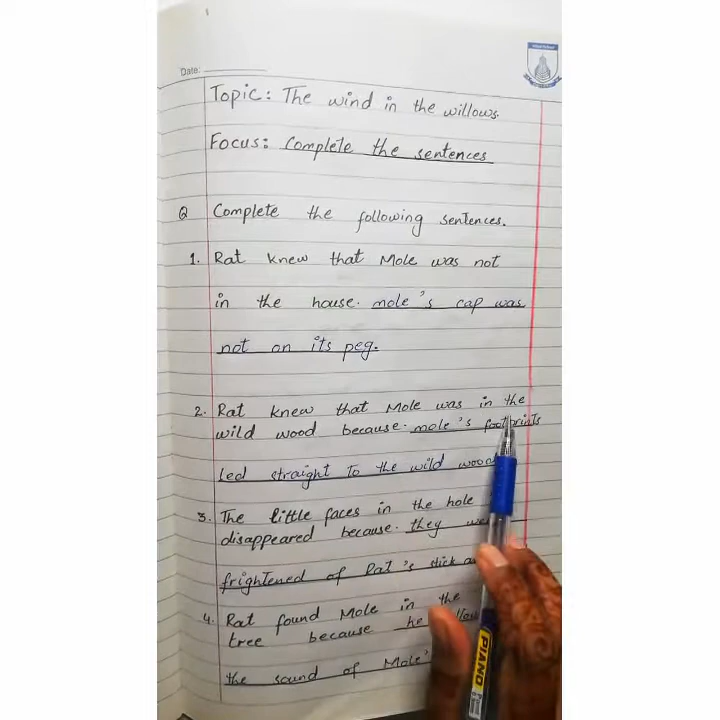 Date:
Topic: The wind in the willows.
Focus: Complete the sentences
Q Complete the following sentences.
1. Rat knew that Mole was not
in the house. mole's cap was
not on its peg.
2. Rat knew that Mole was in the
wild wood because. mole's footprints
led straight to the wild wood
3. The little faces in the hole
disappeared because. they
frightened of Rat's stick
4. Rat found Mole in the
tree because he
the sound of Mole's
PIANO